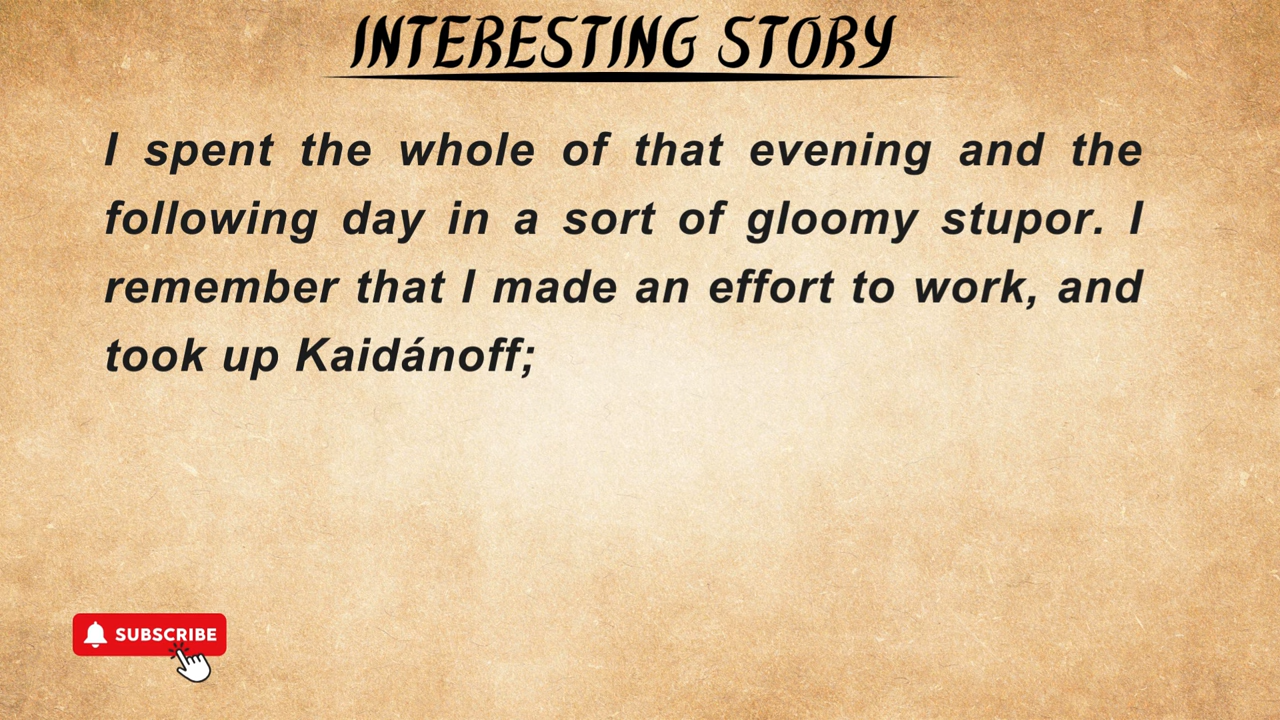 INTERESTING STORY
I spent the whole of that evening and the
following day in a sort of gloomy stupor. I
remember that I made an effort to work, and
took up Kaidánoff;
SUBSCRIBE